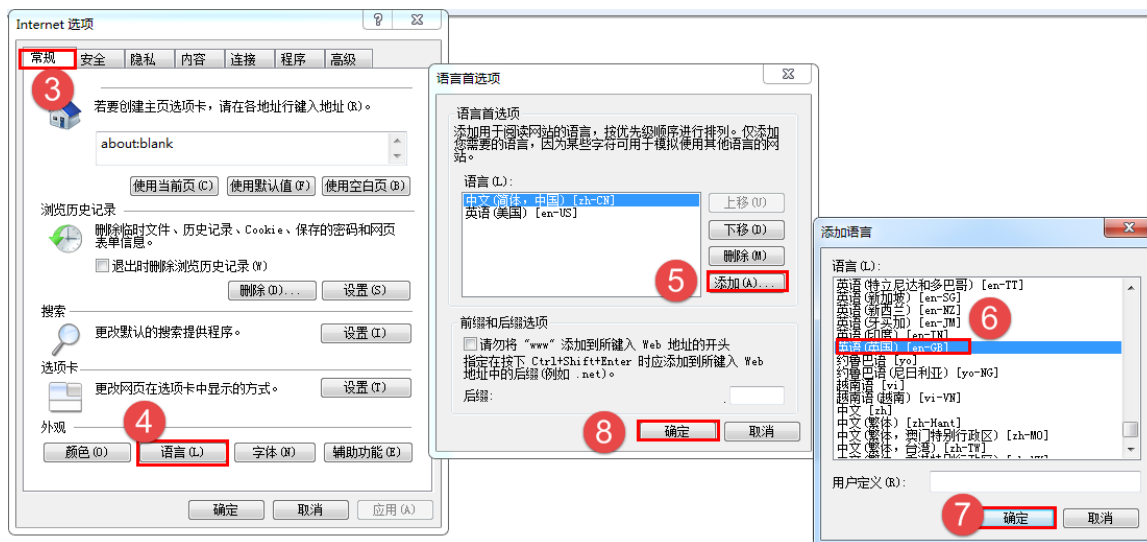 Internet 选项
常规
安全
隐私
内容
连接
程序
高级
3
若要创建主页选项卡，请在各地址行键入地址(R)。
about:blank
使用当前页(C)
使用默认值(F)
使用空白页(B)
浏览历史记录
删除临时文件、历史记录、Cookie、保存的密码和网页
表单信息。
退出时删除浏览历史记录(W)
删除(D)...
设置(S)
搜索
更改默认的搜索提供程序。
设置(I)
选项卡
更改网页在选项卡中显示的方式。
设置(T)
外观
4
颜色(O)
语言(L)
字体(N)
辅助功能(E)
确定
取消
应用(A)
语言首选项
语言首选项
添加用于阅读网站的语言，按优先级顺序进行排列。仅添加
您需要的语言，因为某些字符可用于模拟使用其他语言的网
站。
语言(L):
中文(简体，中国) [zh-CN]
英语(美国) [en-US]
上移(U)
下移(D)
删除(M)
5
添加(A)...
前缀和后缀选项
请勿将 "www" 添加到所键入 Web 地址的开头
指定在按下 Ctrl+Shift+Enter 时应添加到所键入 Web
地址中的后缀(例如 .net)。
后缀:
.
8
确定
取消
添加语言
语言(L):
英语(特立尼达和多巴哥) [en-TT]
英语(新加坡) [en-SG]
英语(新西兰) [en-NZ]
英语(牙买加) [en-JM]
英语(印度) [en-IN]
6
英语(英国) [en-GB]
约鲁巴语 [yo]
约鲁巴语(尼日利亚) [yo-NG]
越南语 [vi]
越南语(越南) [vi-VN]
中文 [zh]
中文(繁体) [zh-Hant]
中文(繁体，澳门特别行政区) [zh-MO]
中文(繁体，台湾) [zh-TW]
用户定义(R):
7
确定
取消